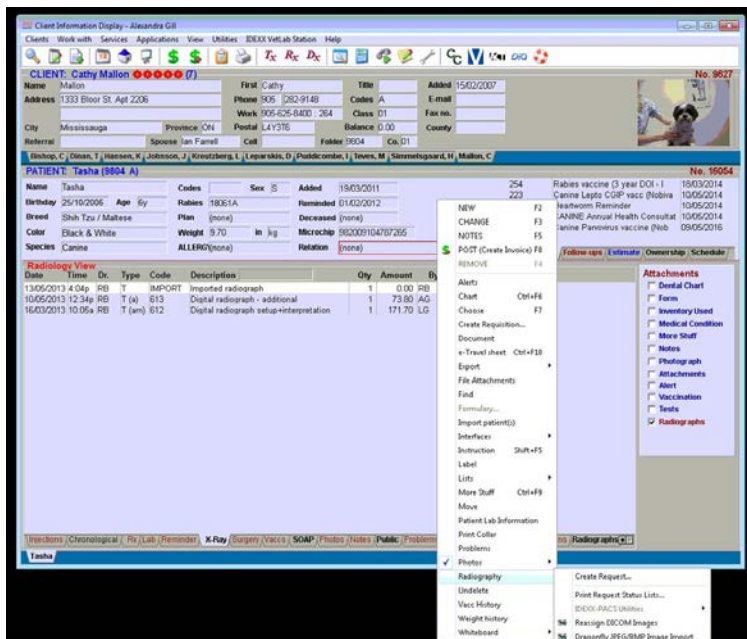 Client Information Display - Alexandra Gill
Clients Work with Services Applications View Utilities IDEXX VetLab Station Help
Tx Rx Dx
CLIENT: Cathy Mallon (7) No. 9627
Name Mallon First Cathy Title Added 15/02/2007
Address 1333 Bloor St. Apt 2206 Phone 905 282-9148 Codes A E-mail
Work 905-625-8400 : 264 Class 01 Fax no.
City Mississauga Province ON Postal L4Y3T6 Balance 0.00 County
Referral Spouse Ian Farrell Cell Folder 9804 Co. 01
Bishop, C Dinan, T Hansen, K Johnson, J Kreutzberg, L Leparskis, D Puddicombe, I Teves, M Simmelsgaard, H Mallon, C
PATIENT: Tasha (9804 A) No. 16054
Name Tasha Codes Sex S Added 19/03/2011
Birthday 25/10/2006 Age 6y Rabies 18061A Reminded 01/02/2012
Breed Shih Tzu / Maltese Plan (none) Deceased (none)
Color Black & White Weight 9.70 in kg Microchip 982009104787265
Species Canine ALLERGY (none) Relation (none)
254 Rabies vaccine (3 year DOI - I 18/03/2014
223 Canine Lepto CGIP vacc (Nobiva 10/05/2014
Heartworm Reminder 10/05/2014
CANINE Annual Health Consultat 10/05/2014
Canine Parvovirus vaccine (Nob 09/05/2016
Follow-ups Estimate Ownership Schedule
Radiology View
Date Time Dr. Type Code Description Qty Amount By
13/05/2013 4:04p RB T IMPORT Imported radiograph 1 0.00 RB
10/05/2013 12:34p RB T (a) 613 Digital radiograph - additional 1 73.80 AG
16/03/2013 10:05a RB T (am) 612 Digital radiograph setup+interpretation 1 171.70 LG
NEW F2
CHANGE F3
NOTES F5
POST (Create Invoice) F8
REMOVE F4
Alerts
Chart Ctrl+F6
Choose F7
Create Requisition...
Document
e-Travel sheet Ctrl+F10
Export
File Attachments
Find
Formulary...
Import patient(s)
Interfaces
Instruction Shift+F5
Label
Lists
More Stuff Ctrl+F9
Move
Patient Lab Information
Print Collar
Problems
Photos
Radiography
Undelete
Vacc History
Weight history
Whiteboard
Create Request...
Print Request Status Lists...
IDEXX-PACS Utilities
Reassign DICOM Images
Dragonfly JPEG/BMP Image Import
Attachments
Dental Chart
Form
Inventory Used
Medical Condition
More Stuff
Notes
Photograph
Attachments
Alert
Vaccination
Tests
Radiographs
Injections Chronological Rx Lab Reminder X-Ray Surgery Vaccs SOAP Photos Notes Public Problems Radiographs
Tasha